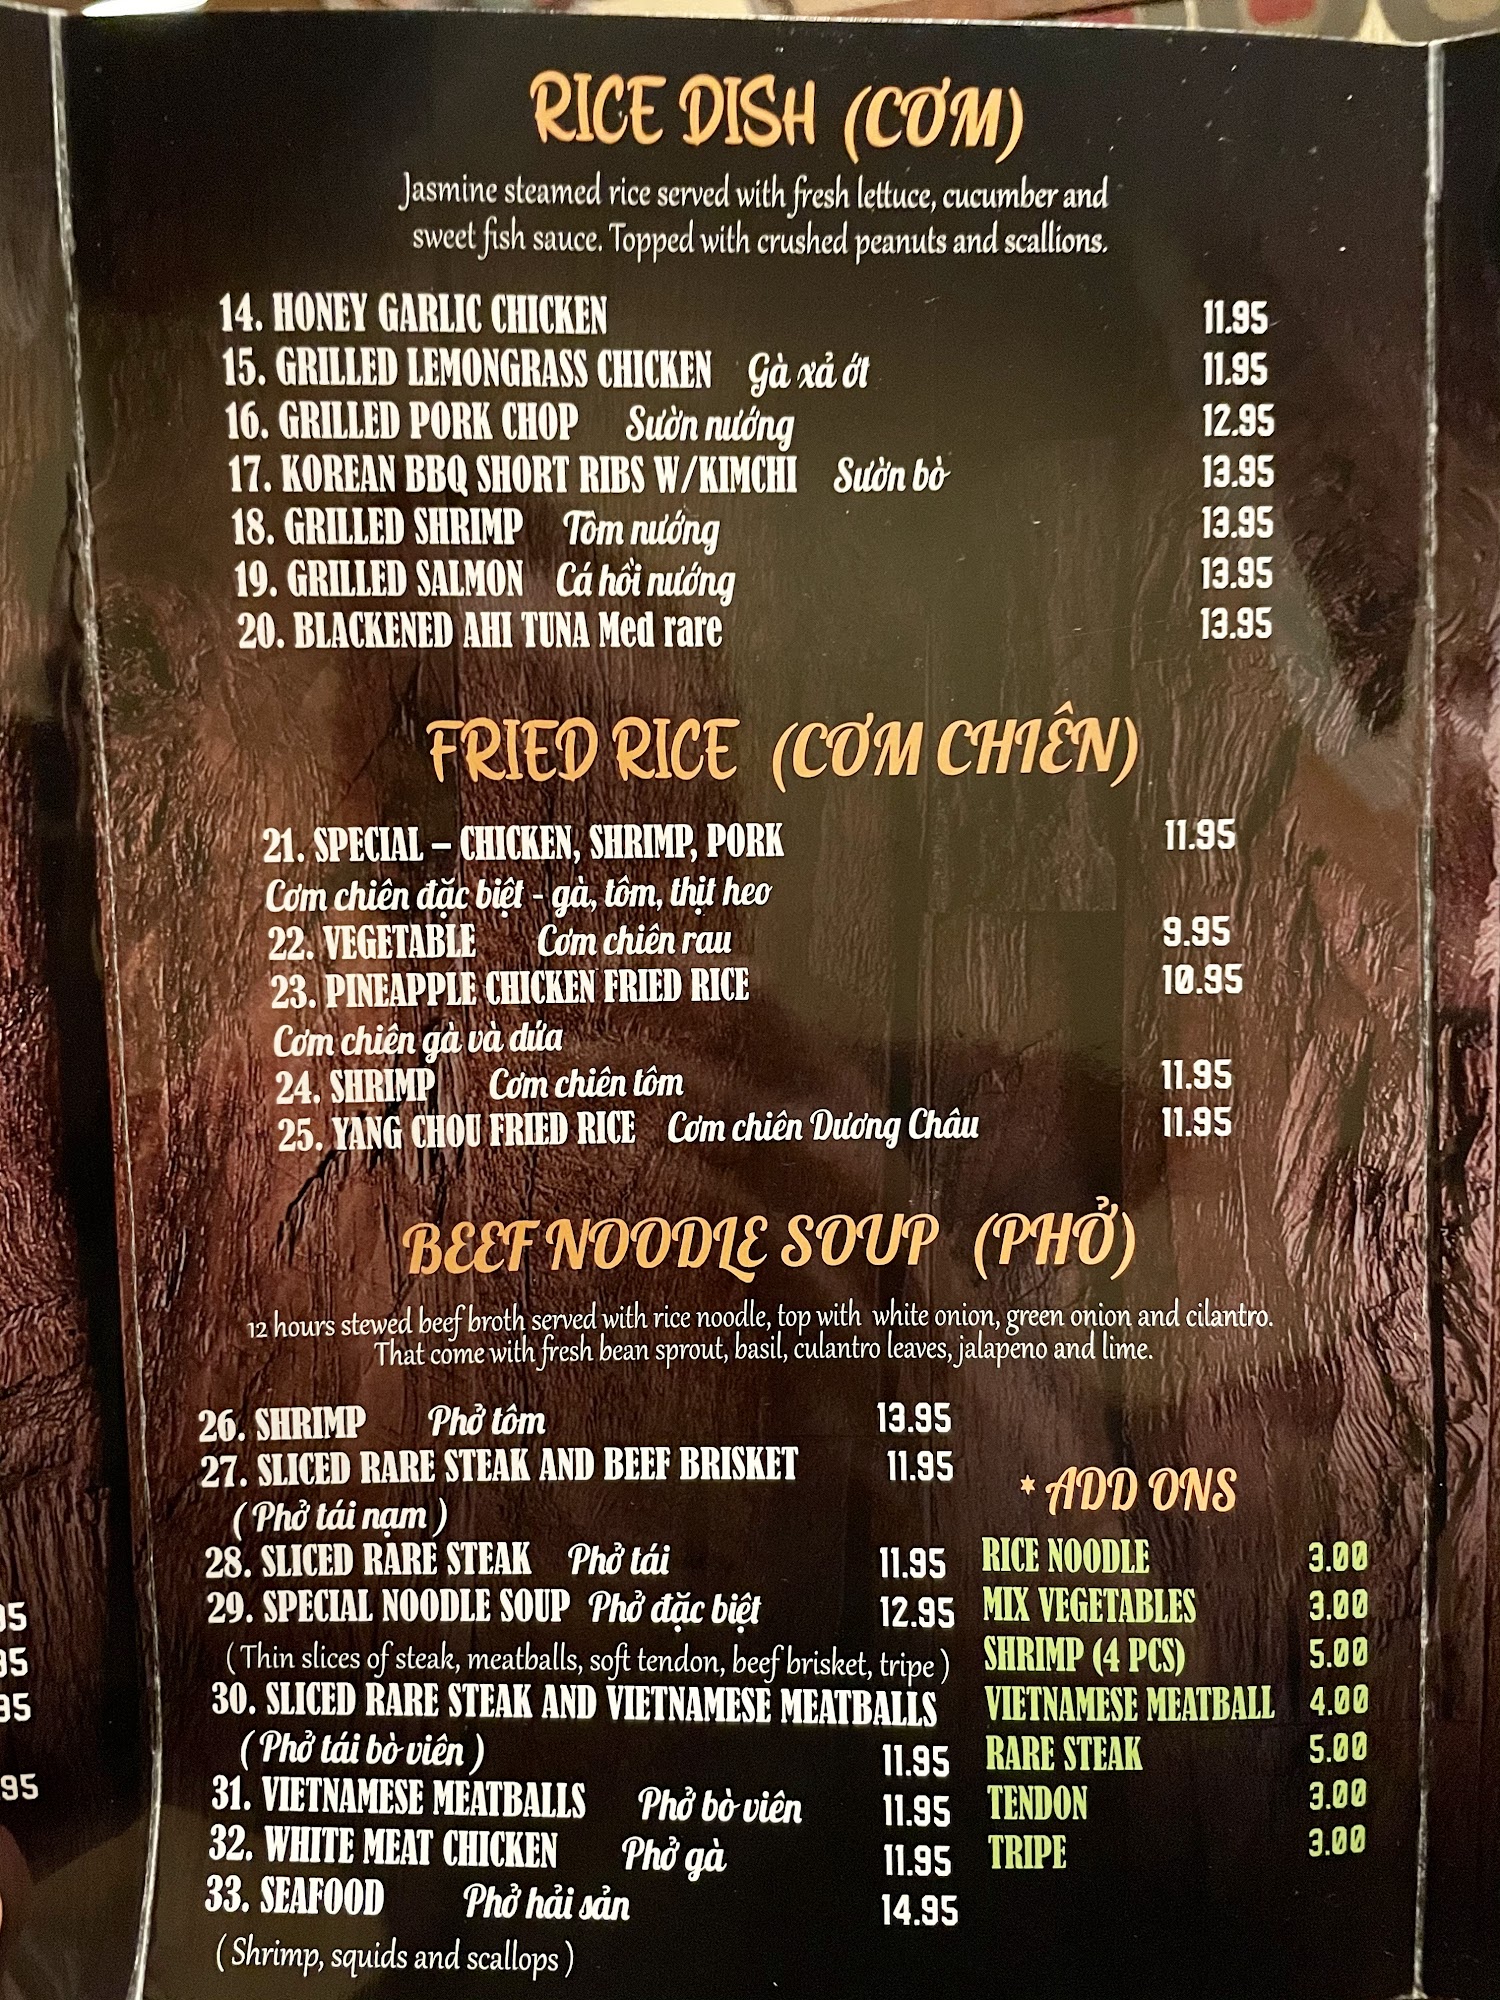 RICE DISH (CƠM)
Jasmine steamed rice served with fresh lettuce, cucumber and
sweet fish sauce. Topped with crushed peanuts and scallions.
14. HONEY GARLIC CHICKEN 11.95
15. GRILLED LEMONGRASS CHICKEN Gà xả ớt 11.95
16. GRILLED PORK CHOP Sườn nướng 12.95
17. KOREAN BBQ SHORT RIBS W/KIMCHI Sườn bò 13.95
18. GRILLED SHRIMP Tôm nướng 13.95
19. GRILLED SALMON Cá hồi nướng 13.95
20. BLACKENED AHI TUNA Med rare 13.95
FRIED RICE (CƠM CHIÊN)
21. SPECIAL – CHICKEN, SHRIMP, PORK 11.95
Cơm chiên đặc biệt - gà, tôm, thịt heo
22. VEGETABLE Cơm chiên rau 9.95
23. PINEAPPLE CHICKEN FRIED RICE 10.95
Cơm chiên gà và dứa
24. SHRIMP Cơm chiên tôm 11.95
25. YANG CHOU FRIED RICE Cơm chiên Dương Châu 11.95
BEEF NOODLE SOUP (PHỞ)
12 hours stewed beef broth served with rice noodle, top with white onion, green onion and cilantro.
That come with fresh bean sprout, basil, culantro leaves, jalapeno and lime.
26. SHRIMP Phở tôm 13.95
27. SLICED RARE STEAK AND BEEF BRISKET 11.95
(Phở tái nạm)
28. SLICED RARE STEAK Phở tái 11.95
29. SPECIAL NOODLE SOUP Phở đặc biệt 12.95
(Thin slices of steak, meatballs, soft tendon, beef brisket, tripe)
30. SLICED RARE STEAK AND VIETNAMESE MEATBALLS
(Phở tái bò viên) 11.95
31. VIETNAMESE MEATBALLS Phở bò viên 11.95
32. WHITE MEAT CHICKEN Phở gà 11.95
33. SEAFOOD Phở hải sản 14.95
(Shrimp, squids and scallops)
* ADD ONS
RICE NOODLE 3.00
MIX VEGETABLES 3.00
SHRIMP (4 PCS) 5.00
VIETNAMESE MEATBALL 4.00
RARE STEAK 5.00
TENDON 3.00
TRIPE 3.00